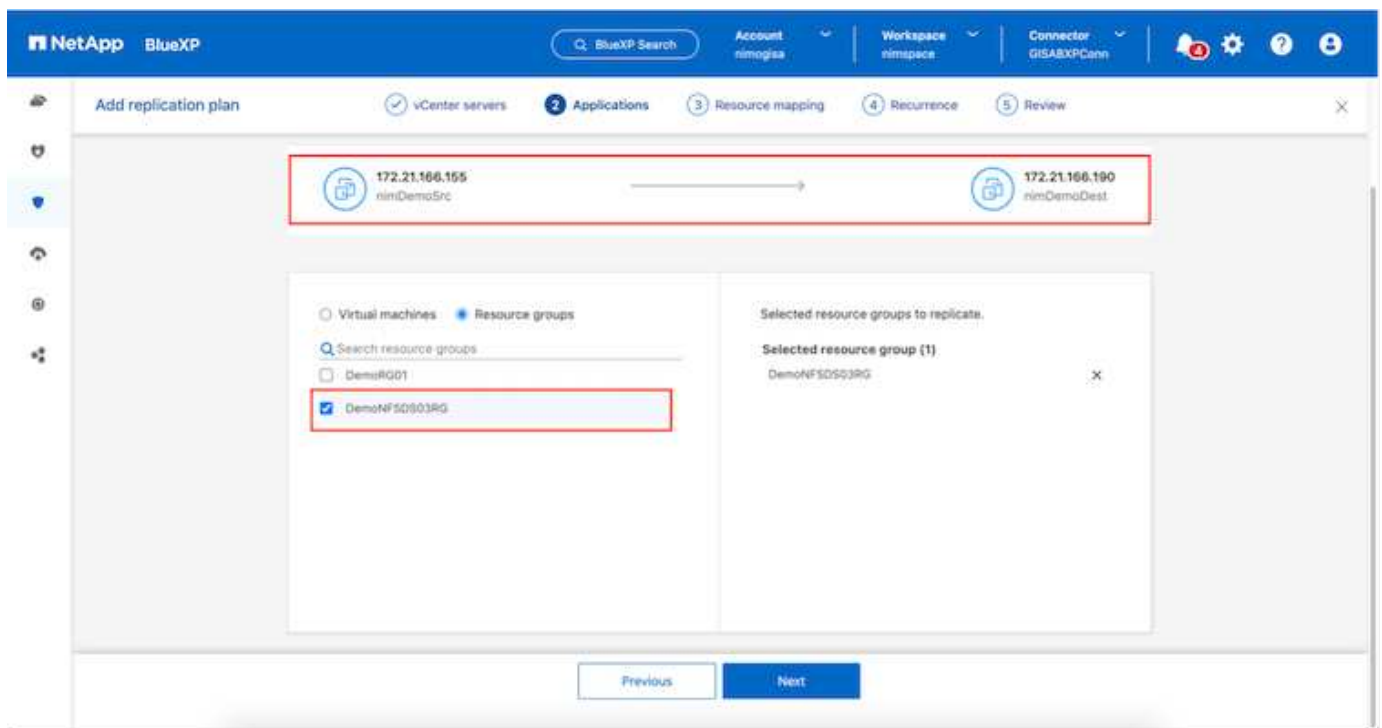 NetApp BlueXP BlueXP Search Account Workspace Connector
nimogisa nimspace GISABXPConn
4
Add replication plan vCenter servers 2 Applications 3 Resource mapping 4 Recurrence 5 Review
172.21.166.155 172.21.166.190
nimDemoSrc nimDemoDest
Virtual machines Resource groups Selected resource groups to replicate.
Search resource groups Selected resource group (1)
DemoRG01 DemoNFSDS03RG
DemoNFSDS03RG
Previous Next